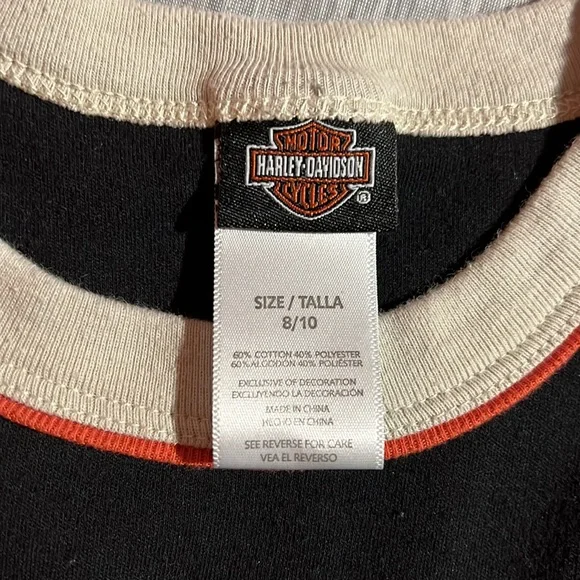 MOTOR
HARLEY-DAVIDSON
CYCLES
®
SIZE / TALLA
8/10
60% COTTON 40% POLYESTER
60% ALGODÓN 40% POLIÉSTER
EXCLUSIVE OF DECORATION
EXCLUYENDO LA DECORACIÓN
MADE IN CHINA
HECHO EN CHINA
SEE REVERSE FOR CARE
VEA EL REVERSO